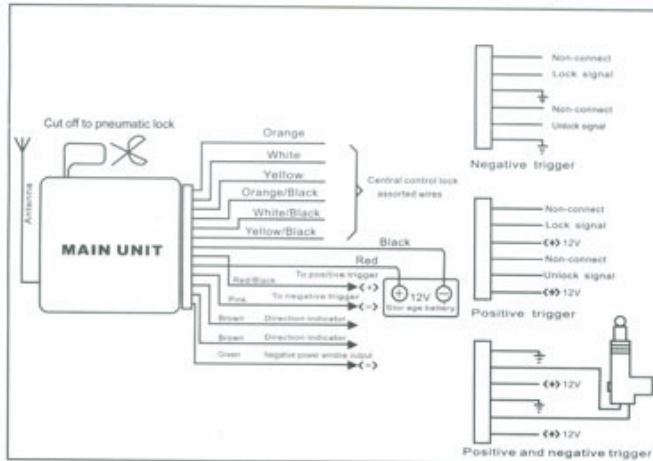 Cut off to pneumatic lock
Antenna
MAIN UNIT
Orange
White
Yellow
Orange/Black
White/Black
Yellow/Black
Central control lock
assorted wires
Black
Red
Red/Black To positive trigger <+>
Pink To negative trigger <->
Brown Direction indicator
Brown Direction indicator
Green Negative power window output <->
+ 12V −
Stor age battery
Non-connect
Lock signal
Non-connect
Unlock signal
Negative trigger
Non-connect
Lock signal
<+> 12V
Non-connect
Unlock signal
<+> 12V
Positive trigger
<+> 12V
<+> 12V
Positive and negative trigger